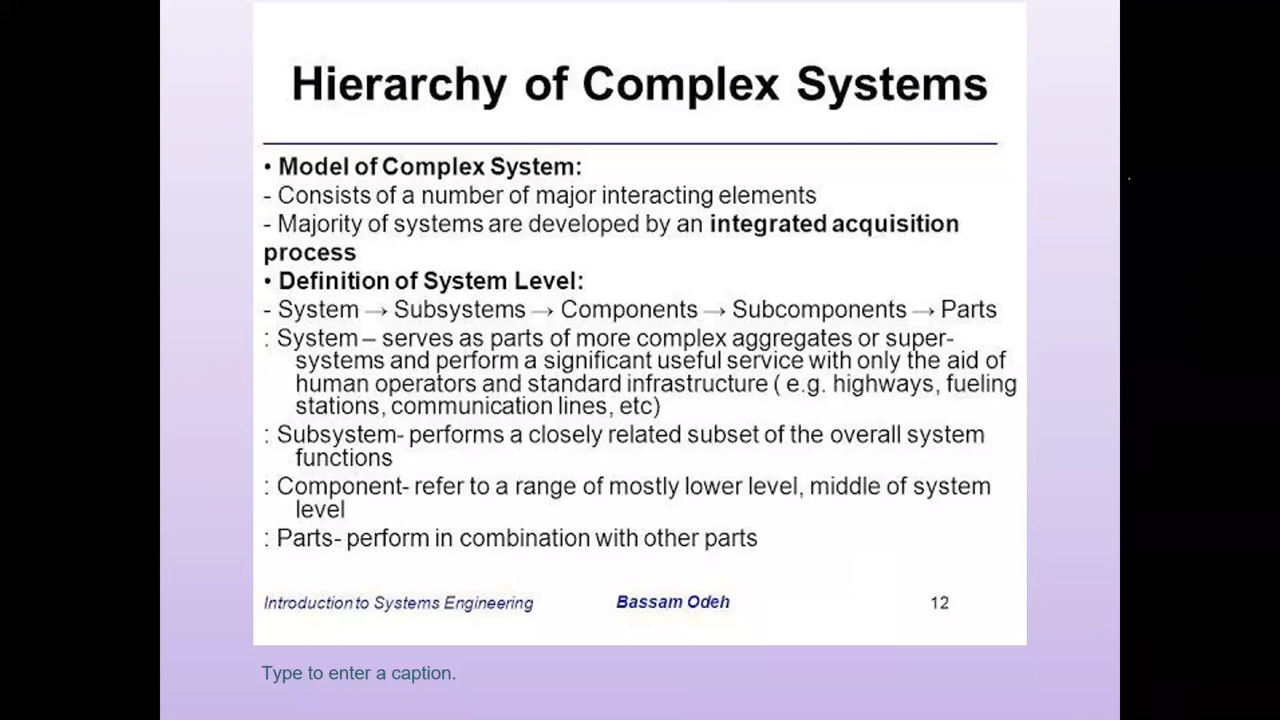 Hierarchy of Complex Systems
• Model of Complex System:
- Consists of a number of major interacting elements
- Majority of systems are developed by an integrated acquisition
process
• Definition of System Level:
- System → Subsystems → Components → Subcomponents → Parts
: System – serves as parts of more complex aggregates or super-
systems and perform a significant useful service with only the aid of
human operators and standard infrastructure ( e.g. highways, fueling
stations, communication lines, etc)
: Subsystem- performs a closely related subset of the overall system
functions
: Component- refer to a range of mostly lower level, middle of system
level
: Parts- perform in combination with other parts
Introduction to Systems Engineering Bassam Odeh 12
Type to enter a caption.